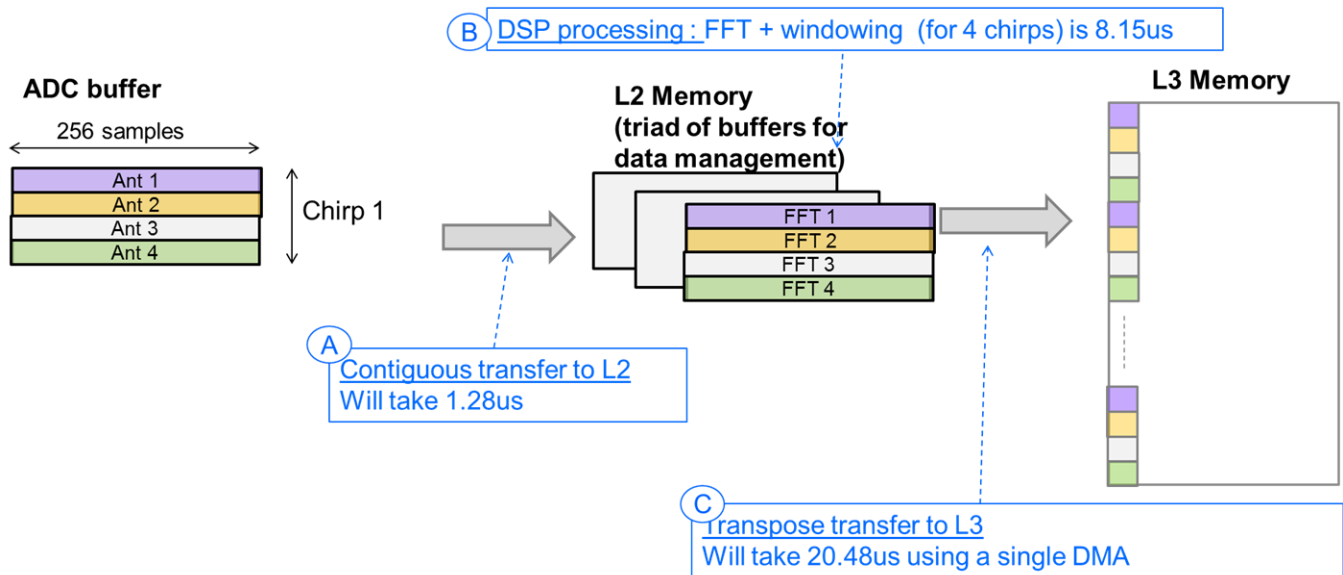 B
DSP processing : FFT + windowing (for 4 chirps) is 8.15us
ADC buffer
256 samples
Ant 1
Ant 2
Ant 3
Ant 4
Chirp 1
L2 Memory
(triad of buffers for
data management)
FFT 1
FFT 2
FFT 3
FFT 4
L3 Memory
A
Contiguous transfer to L2
Will take 1.28us
C
Transpose transfer to L3
Will take 20.48us using a single DMA